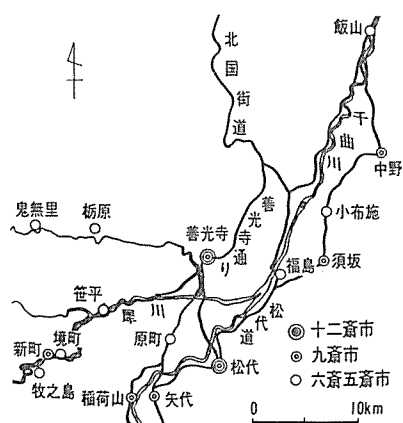 飯山
北国街道
千曲川
中野
鬼無里
栃原
善光寺
善光寺通り
小布施
須坂
福島
笹平
犀川
松代道
原町
新町
境町
牧之島
松代
稲荷山
矢代
十二斎市
九斎市
六斎五斎市
0
10km